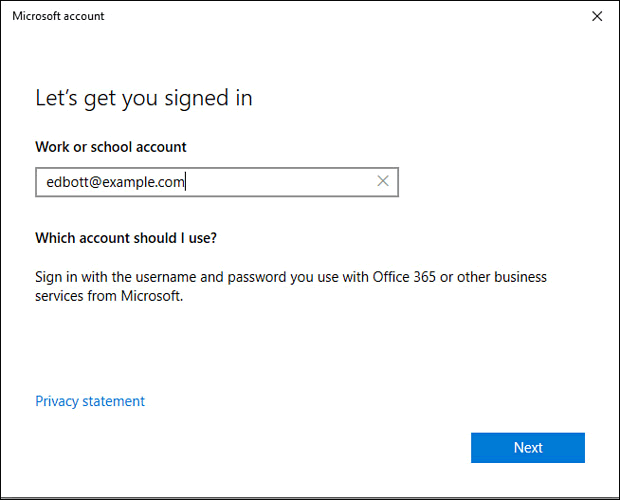 Microsoft account
Let's get you signed in
Work or school account
edbott@example.com
Which account should I use?
Sign in with the username and password you use with Office 365 or other business
services from Microsoft.
Privacy statement
Next